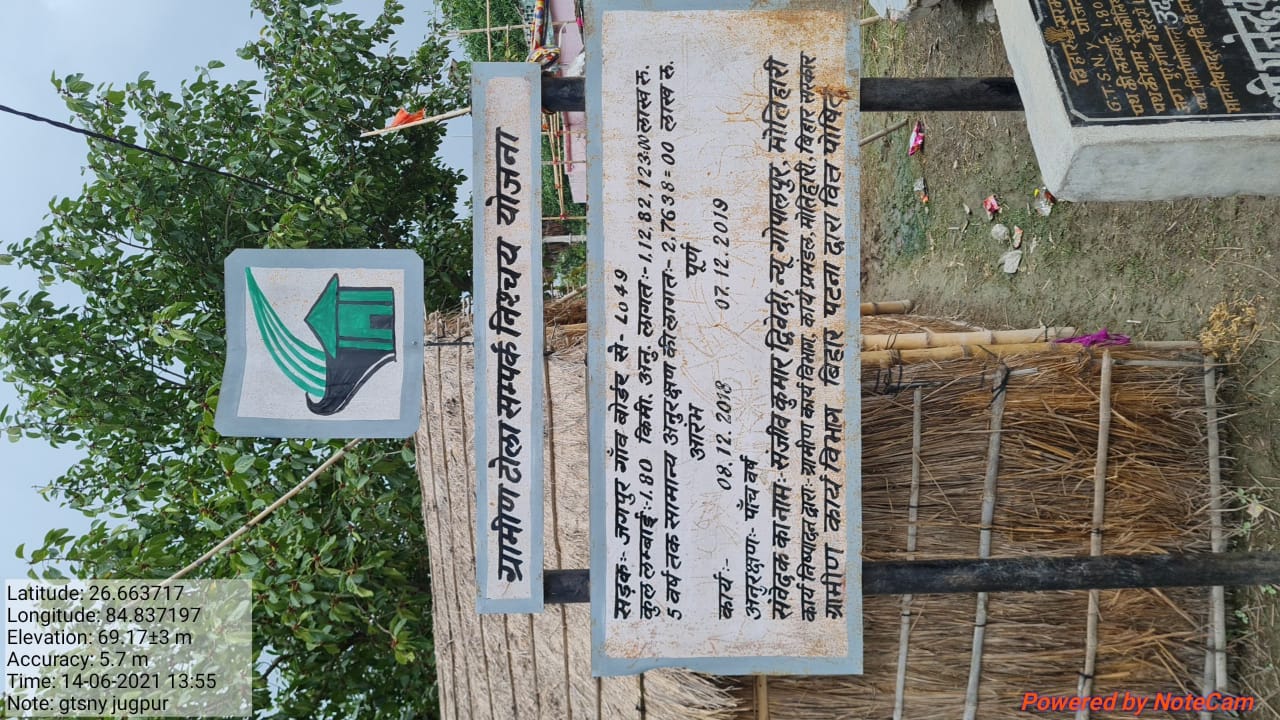 ग्रामीण टोला सम्पर्क निश्चय योजना
सड़कः- जगपुर गाँव बोर्डर से - L049
कुल लम्बाई :-1.80 किमी. अनु. लागतः-1,12,82,123=00 लाख रु.
5 वर्ष तक सामान्य अनुरक्षण की लागतः- 2,7638=00 लाख रु.
आरंभ पूर्ण
कार्यः- 08.12.2018 07.12.2019
अनुरक्षणः- पाँच वर्ष
संवेदक का नामः- संजीव कुमार द्विवेदी, न्यू गोपालपुर, मोतिहारी
कार्य निष्पादन द्वाराः- ग्रामीण कार्य विभाग, कार्य प्रमंडल, मोतिहारी, बिहार सरकार
ग्रामीण कार्य विभाग बिहार पटना द्वारा वित्त पोषित
बिहार सरकार
G.T.S.N.Y.
Latitude: 26.663717
Longitude: 84.837197
Elevation: 69.17±3 m
Accuracy: 5.7 m
Time: 14-06-2021 13:55
Note: gtsny jugpur
Powered by NoteCam